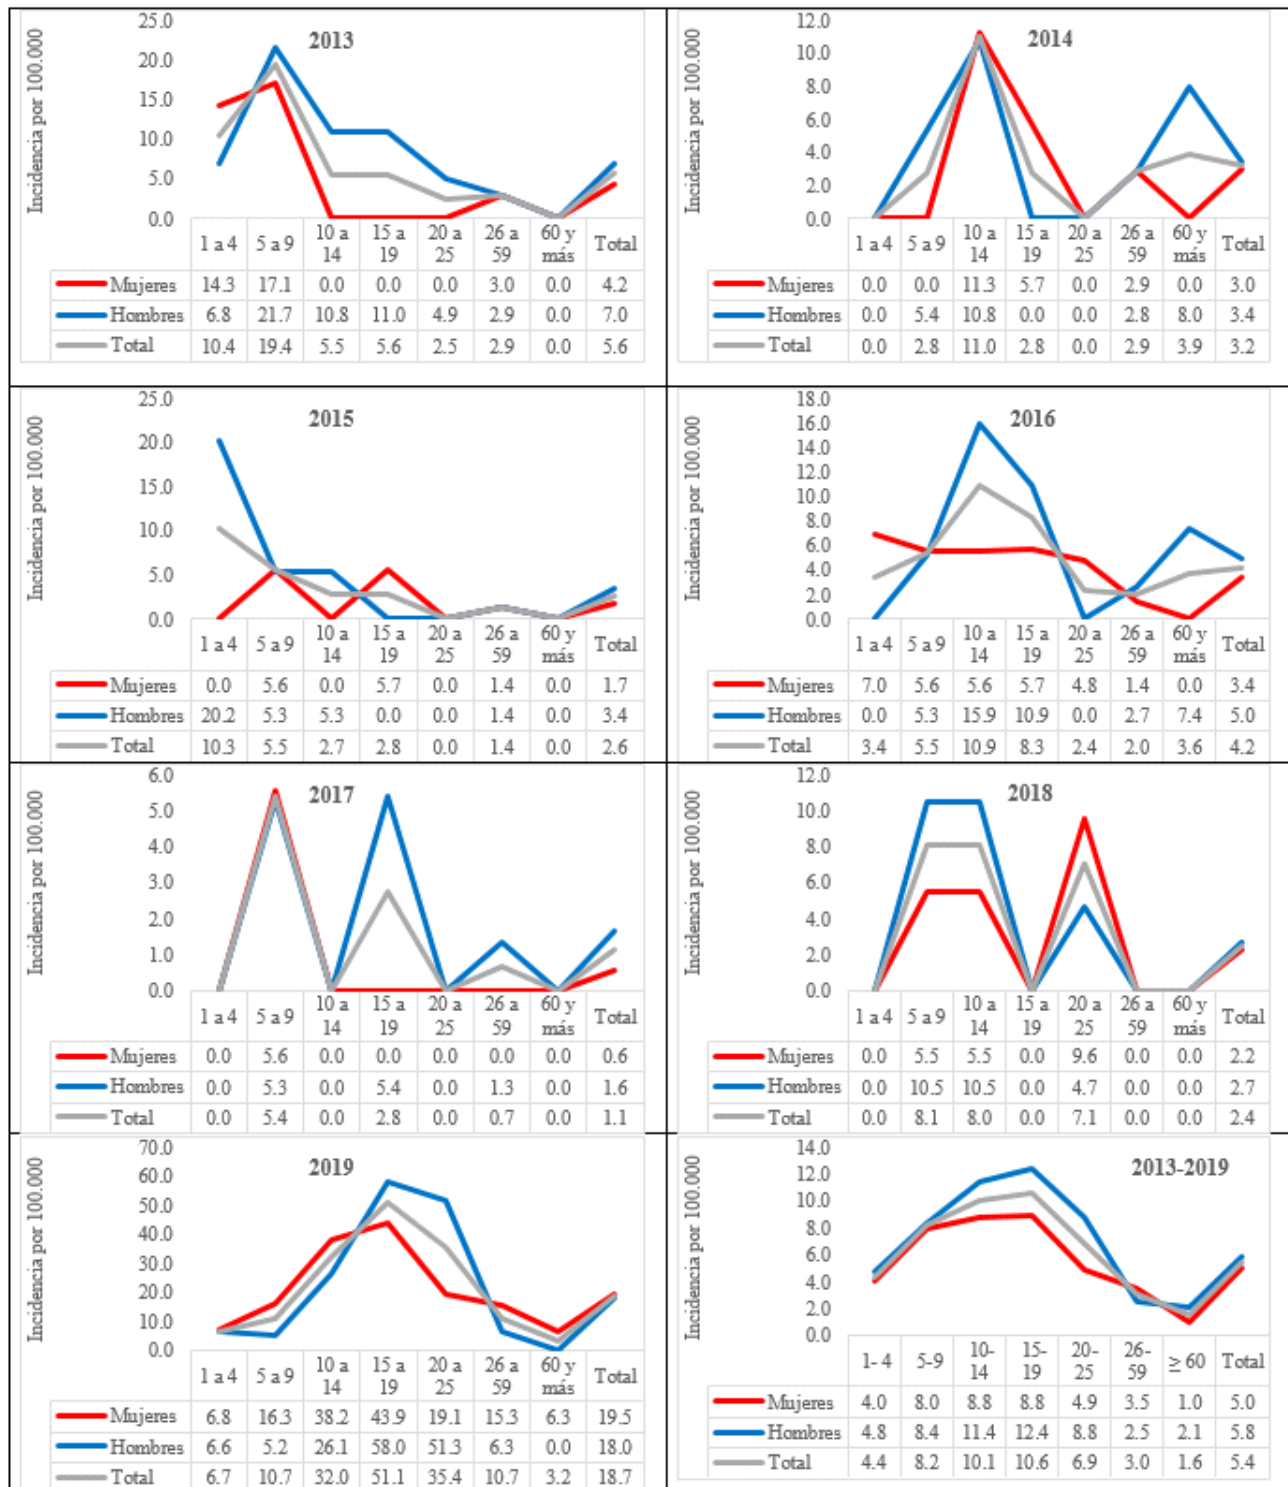 2013
Incidencia por 100.000
25.0
20.0
15.0
10.0
5.0
0.0
1 a 4 5 a 9 10 a 14 15 a 19 20 a 25 26 a 59 60 y más Total
Mujeres 14.3 17.1 0.0 0.0 0.0 3.0 0.0 4.2
Hombres 6.8 21.7 10.8 11.0 4.9 2.9 0.0 7.0
Total 10.4 19.4 5.5 5.6 2.5 2.9 0.0 5.6
2014
Incidencia por 100.000
12.0
10.0
8.0
6.0
4.0
2.0
0.0
1 a 4 5 a 9 10 a 14 15 a 19 20 a 25 26 a 59 60 y más Total
Mujeres 0.0 0.0 11.3 5.7 0.0 2.9 0.0 3.0
Hombres 0.0 5.4 10.8 0.0 0.0 2.8 8.0 3.4
Total 0.0 2.8 11.0 2.8 0.0 2.9 3.9 3.2
2015
Incidencia por 100.000
25.0
20.0
15.0
10.0
5.0
0.0
1 a 4 5 a 9 10 a 14 15 a 19 20 a 25 26 a 59 60 y más Total
Mujeres 0.0 5.6 0.0 5.7 0.0 1.4 0.0 1.7
Hombres 20.2 5.3 5.3 0.0 0.0 1.4 0.0 3.4
Total 10.3 5.5 2.7 2.8 0.0 1.4 0.0 2.6
2016
Incidencia por 100.000
18.0
16.0
14.0
12.0
10.0
8.0
6.0
4.0
2.0
0.0
1 a 4 5 a 9 10 a 14 15 a 19 20 a 25 26 a 59 60 y más Total
Mujeres 7.0 5.6 5.6 5.7 4.8 1.4 0.0 3.4
Hombres 0.0 5.3 15.9 10.9 0.0 2.7 7.4 5.0
Total 3.4 5.5 10.9 8.3 2.4 2.0 3.6 4.2
2017
Incidencia por 100.000
6.0
5.0
4.0
3.0
2.0
1.0
0.0
1 a 4 5 a 9 10 a 14 15 a 19 20 a 25 26 a 59 60 y más Total
Mujeres 0.0 5.6 0.0 0.0 0.0 0.0 0.0 0.6
Hombres 0.0 5.3 0.0 5.4 0.0 1.3 0.0 1.6
Total 0.0 5.4 0.0 2.8 0.0 0.7 0.0 1.1
2018
Incidencia por 100.000
12.0
10.0
8.0
6.0
4.0
2.0
0.0
1 a 4 5 a 9 10 a 14 15 a 19 20 a 25 26 a 59 60 y más Total
Mujeres 0.0 5.5 5.5 0.0 9.6 0.0 0.0 2.2
Hombres 0.0 10.5 10.5 0.0 4.7 0.0 0.0 2.7
Total 0.0 8.1 8.0 0.0 7.1 0.0 0.0 2.4
2019
Incidencia por 100.000
70.0
60.0
50.0
40.0
30.0
20.0
10.0
0.0
1 a 4 5 a 9 10 a 14 15 a 19 20 a 25 26 a 59 60 y más Total
Mujeres 6.8 16.3 38.2 43.9 19.1 15.3 6.3 19.5
Hombres 6.6 5.2 26.1 58.0 51.3 6.3 0.0 18.0
Total 6.7 10.7 32.0 51.1 35.4 10.7 3.2 18.7
2013-2019
Incidencia por 100.000
14.0
12.0
10.0
8.0
6.0
4.0
2.0
0.0
1- 4 5-9 10-14 15-19 20-25 26-59 ≥ 60 Total
Mujeres 4.0 8.0 8.8 8.8 4.9 3.5 1.0 5.0
Hombres 4.8 8.4 11.4 12.4 8.8 2.5 2.1 5.8
Total 4.4 8.2 10.1 10.6 6.9 3.0 1.6 5.4